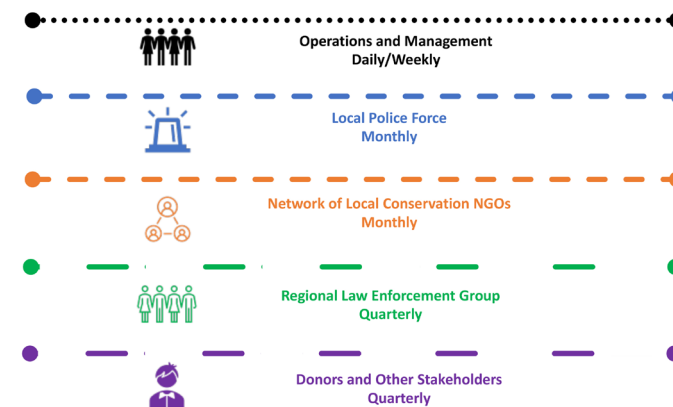 Operations and Management
Daily/Weekly
Local Police Force
Monthly
Network of Local Conservation NGOs
Monthly
Regional Law Enforcement Group
Quarterly
Donors and Other Stakeholders
Quarterly